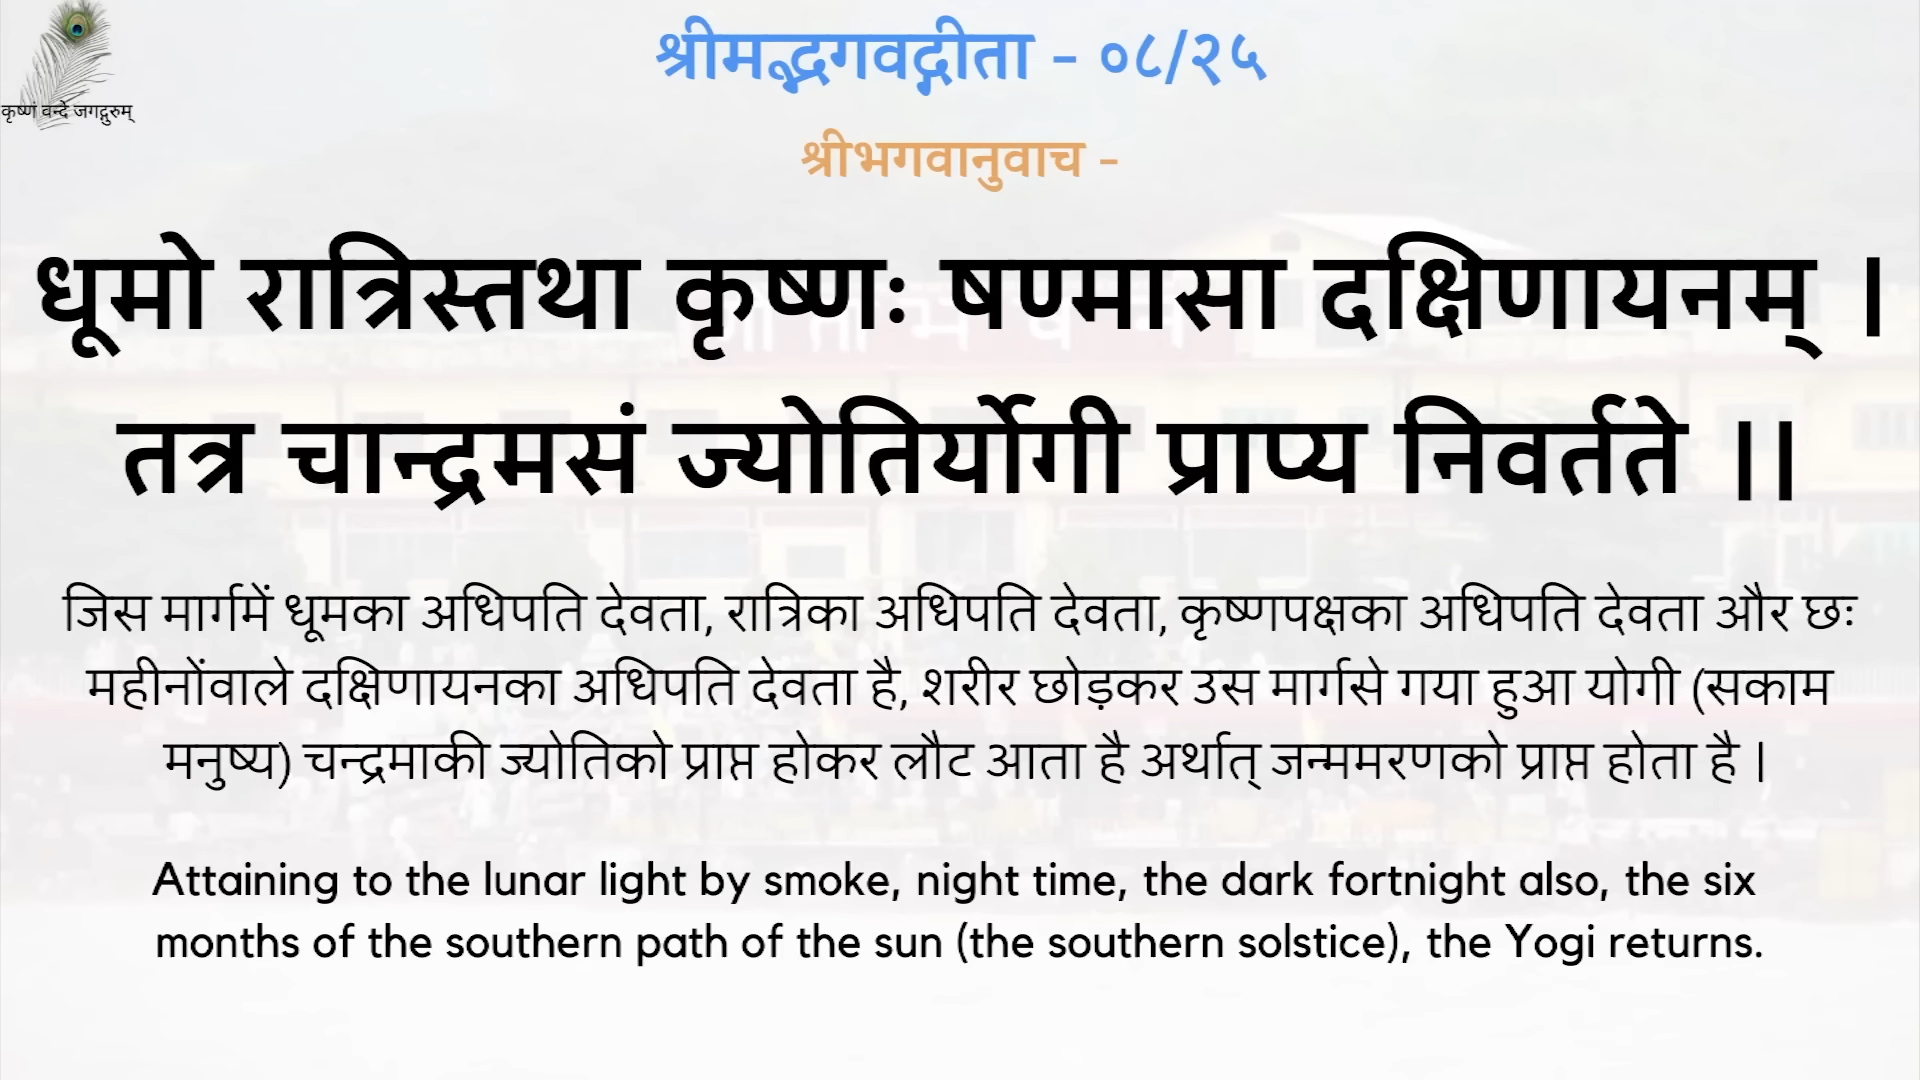 श्रीमद्भगवद्गीता - ०८/२५
कृष्णं वन्दे जगद्गुरुम्
श्रीभगवानुवाच -
धूमो रात्रिस्तथा कृष्णः षण्मासा दक्षिणायनम् ।
तत्र चान्द्रमसं ज्योतिर्योगी प्राप्य निवर्तते ।।
जिस मार्गमें धूमका अधिपति देवता, रात्रिका अधिपति देवता, कृष्णपक्षका अधिपति देवता और छः
महीनोंवाले दक्षिणायनका अधिपति देवता है, शरीर छोड़कर उस मार्गसे गया हुआ योगी (सकाम
मनुष्य) चन्द्रमाकी ज्योतिको प्राप्त होकर लौट आता है अर्थात् जन्ममरणको प्राप्त होता है ।
Attaining to the lunar light by smoke, night time, the dark fortnight also, the six
months of the southern path of the sun (the southern solstice), the Yogi returns.